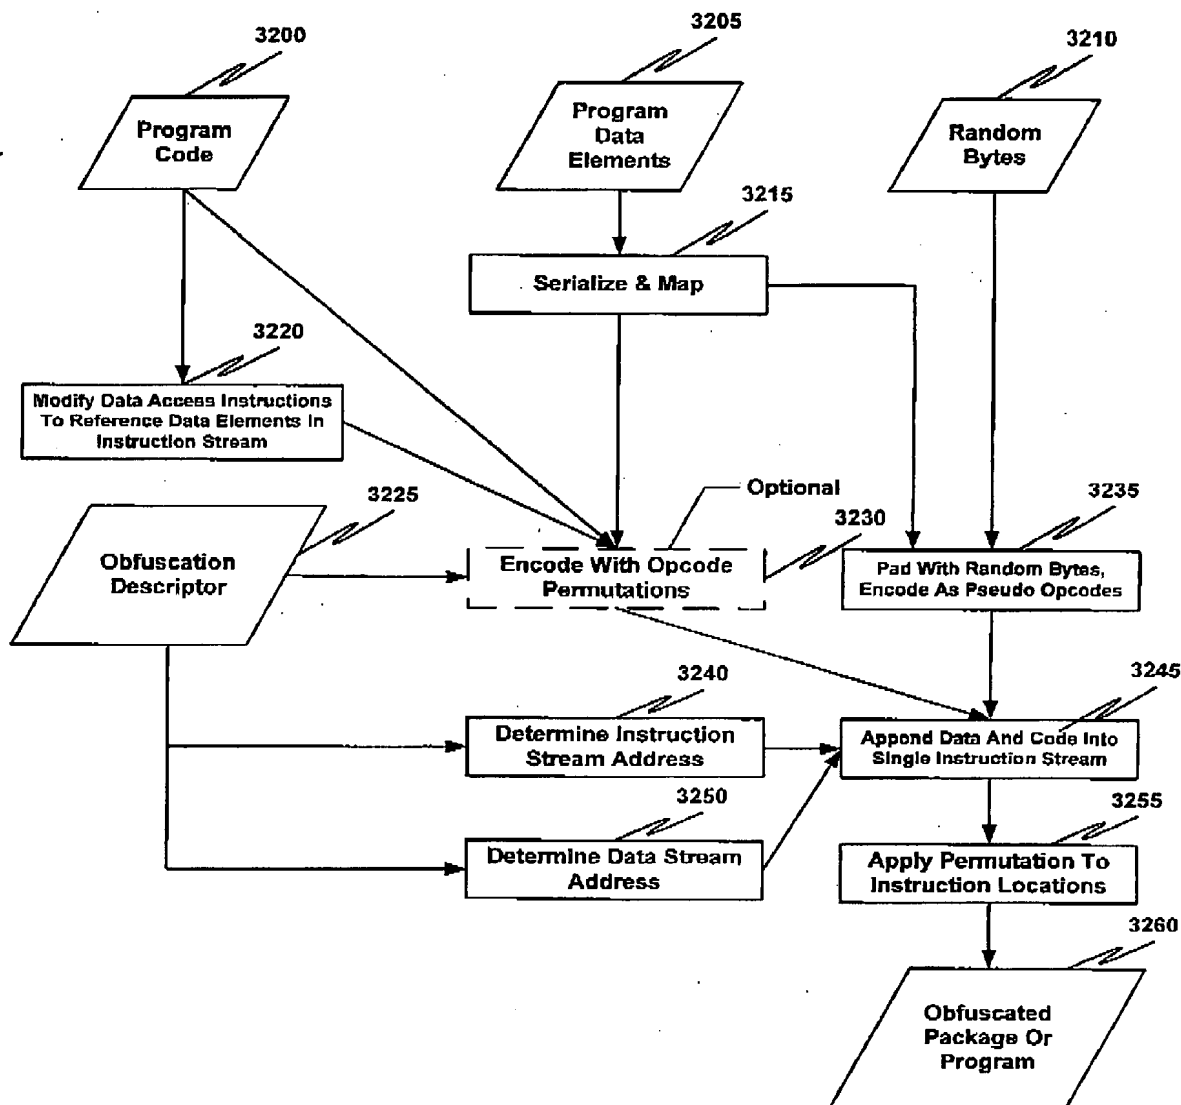 3200
3205
3210
Program
Code
Program
Data
Elements
Random
Bytes
3215
Serialize & Map
3220
Modify Data Access Instructions
To Reference Data Elements In
Instruction Stream
3225
Optional
3230
3235
Obfuscation
Descriptor
Encode With Opcode
Permutations
Pad With Random Bytes,
Encode As Pseudo Opcodes
3240
3245
Determine Instruction
Stream Address
Append Data And Code Into
Single Instruction Stream
3250
3255
Determine Data Stream
Address
Apply Permutation To
Instruction Locations
3260
Obfuscated
Package Or
Program